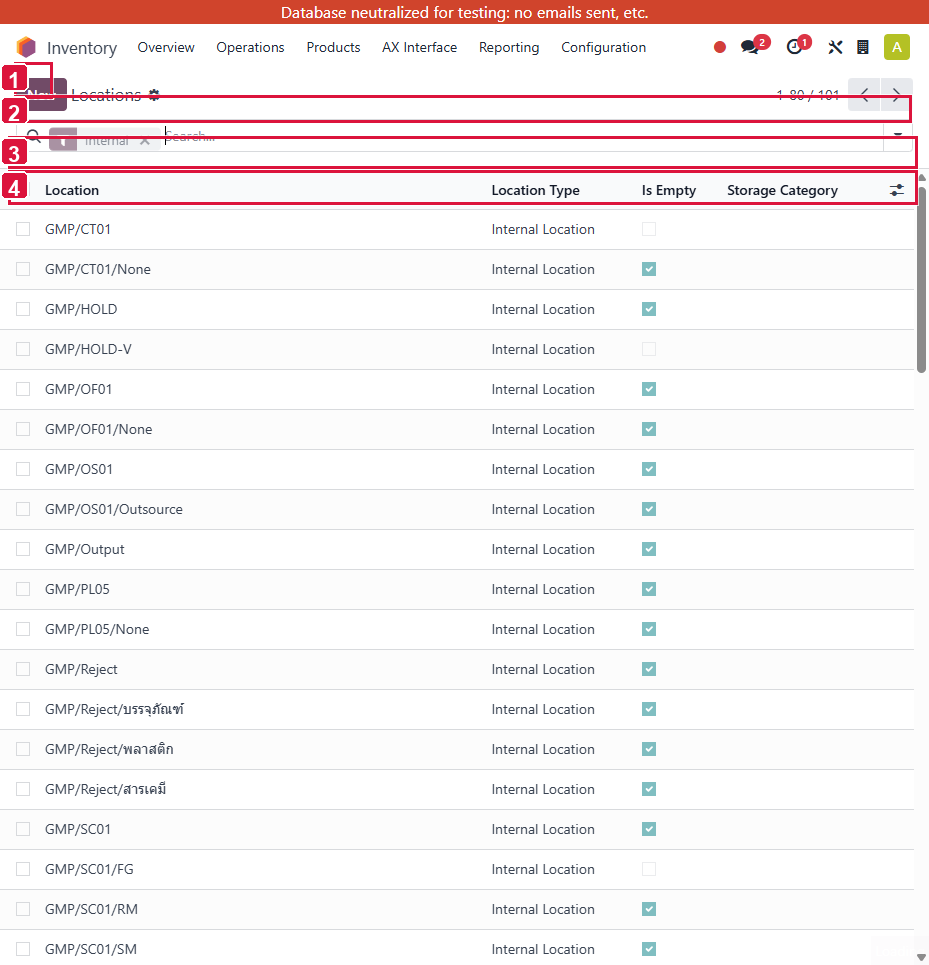 Database neutralized for testing: no emails sent, etc.
Inventory Overview Operations Products AX Interface Reporting Configuration 2 1 A
1 Locations 1-80 / 101
2
Internal Search...
3
4 Location Location Type Is Empty Storage Category
GMP/CT01 Internal Location
GMP/CT01/None Internal Location
GMP/HOLD Internal Location
GMP/HOLD-V Internal Location
GMP/OF01 Internal Location
GMP/OF01/None Internal Location
GMP/OS01 Internal Location
GMP/OS01/Outsource Internal Location
GMP/Output Internal Location
GMP/PL05 Internal Location
GMP/PL05/None Internal Location
GMP/Reject Internal Location
GMP/Reject/บรรจุภัณฑ์ Internal Location
GMP/Reject/พลาสติก Internal Location
GMP/Reject/สารเคมี Internal Location
GMP/SC01 Internal Location
GMP/SC01/FG Internal Location
GMP/SC01/RM Internal Location
GMP/SC01/SM Internal Location